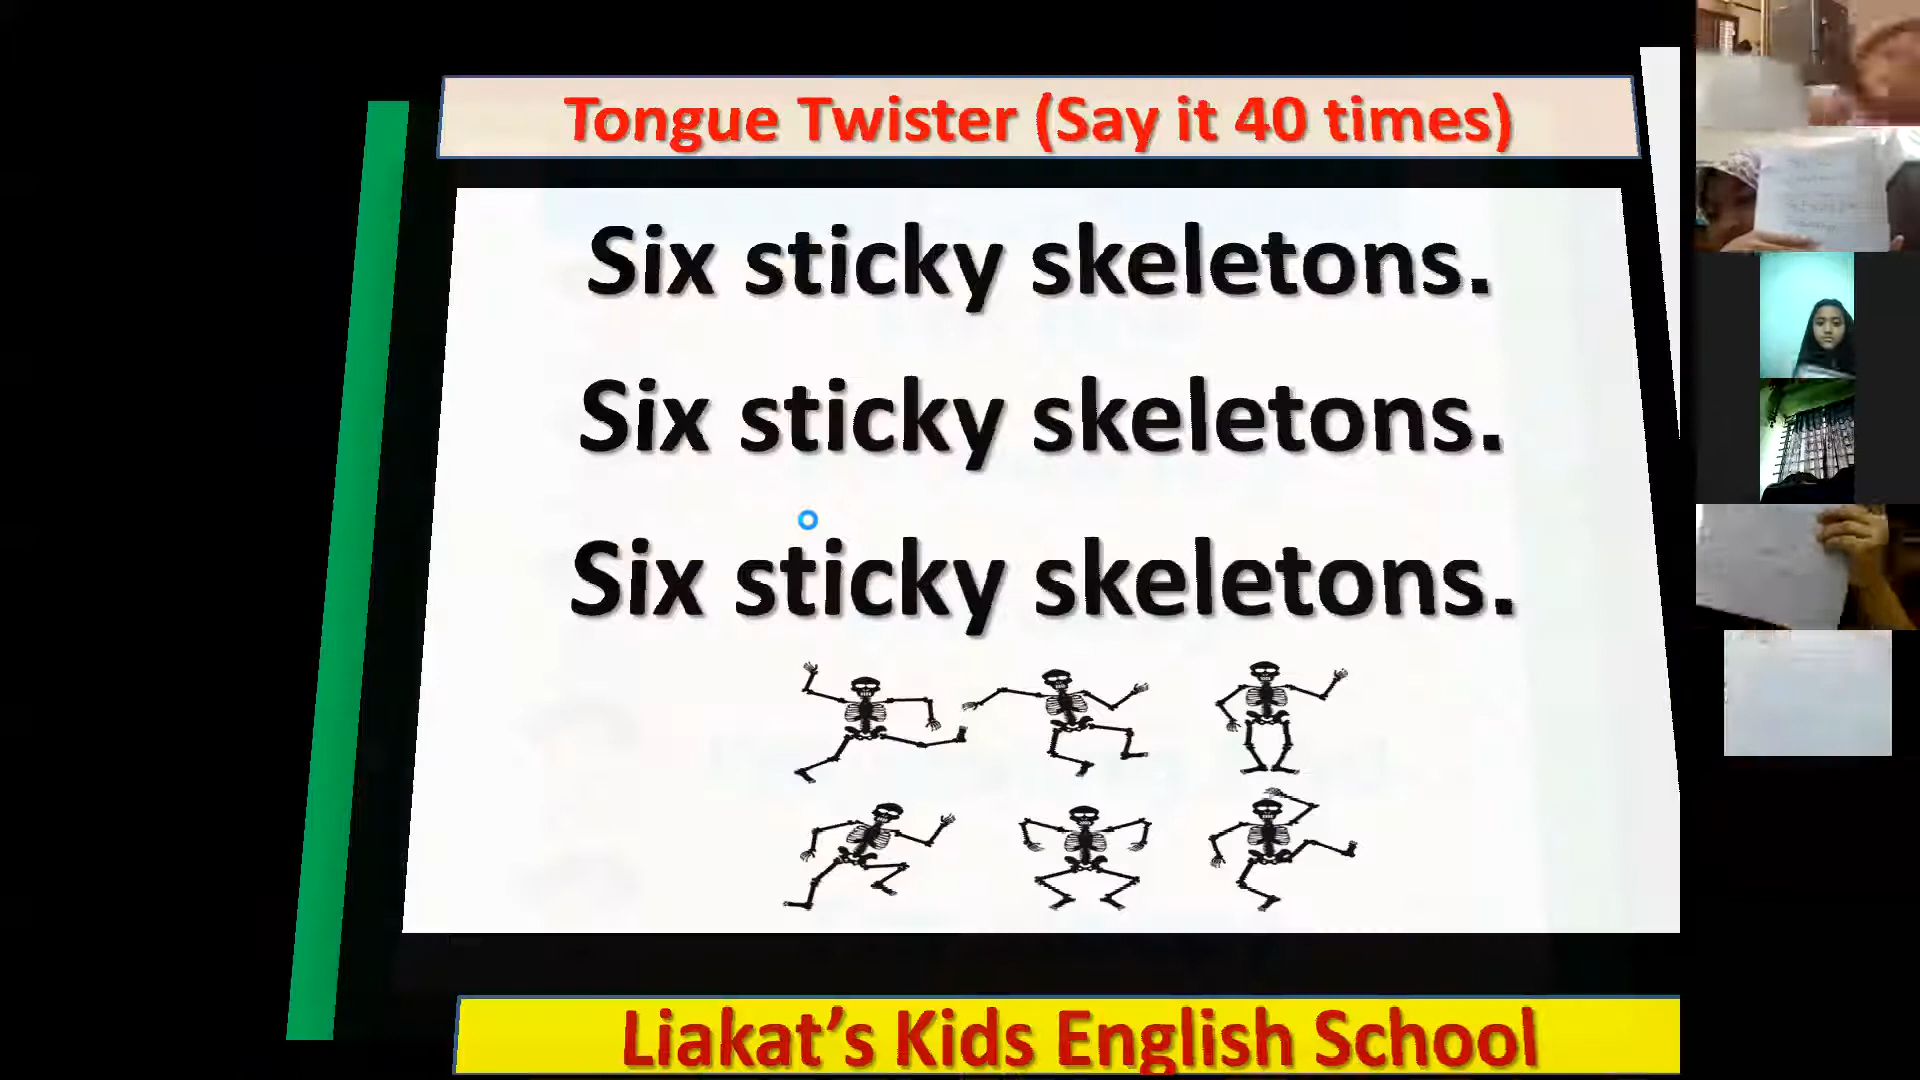 Tongue Twister (Say it 40 times)
Six sticky skeletons.
Six sticky skeletons.
Six sticky skeletons.
Liakat’s Kids English School